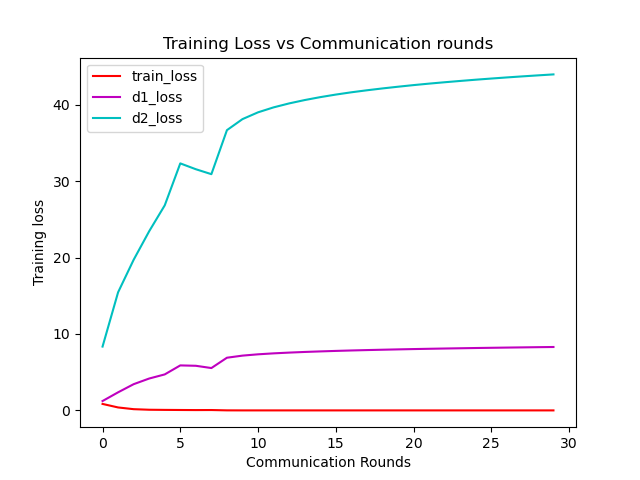 Training Loss vs Communication rounds
train_loss
d1_loss
d2_loss
Training loss
40
30
20
10
0
0 5 10 15 20 25 30
Communication Rounds